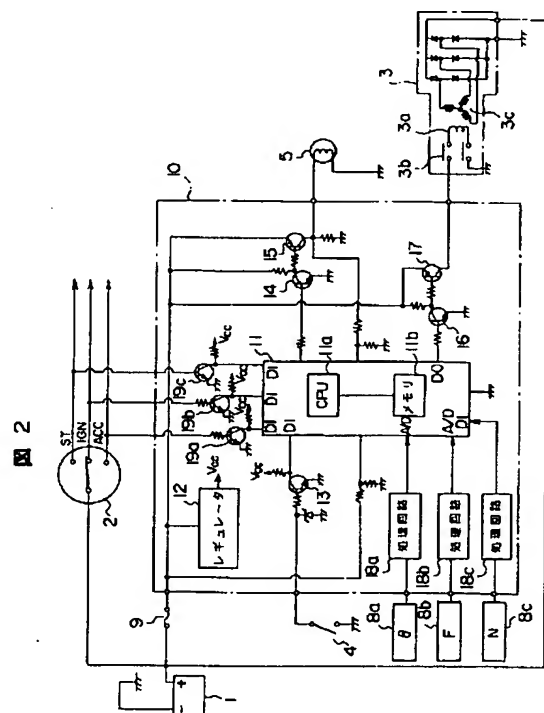 図 2
ST
IGN
ACC
2
10
5
3
3a
3b
3c
15
14
17
16
19c
19b
19a
Vcc
Vcc
Vcc
11
11a
11b
DI
DI
DI
DI
CPU
メモリ
DO
A/D
A/D
DI
12
レギュレータ
Vcc
Vcc
13
9
4
1
+
-
18a
処理回路
18b
処理回路
18c
処理回路
8a
θ
8b
F
8c
N